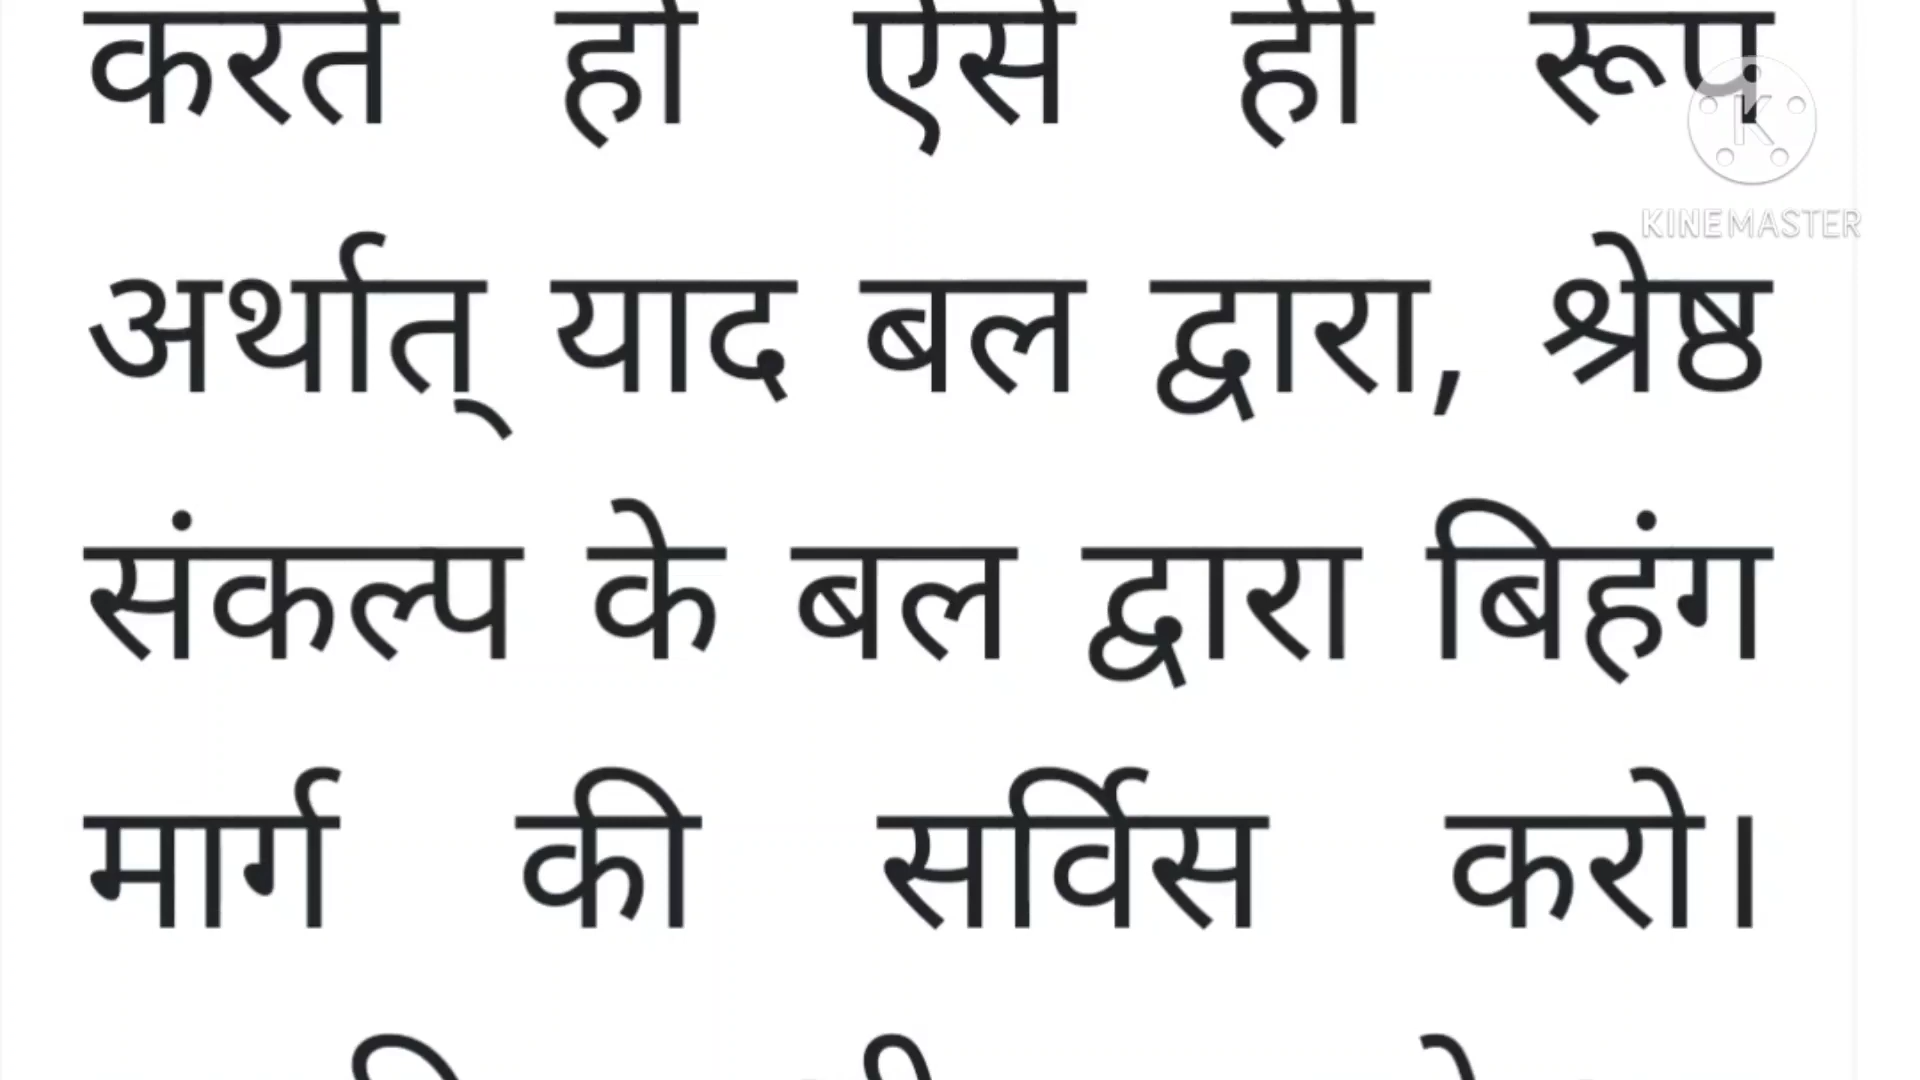 करते हो ऐसे ही रूप
KINEMASTER
अर्थात् याद बल द्वारा, श्रेष्ठ
संकल्प के बल द्वारा बिहंग
मार्ग की सर्विस करो।